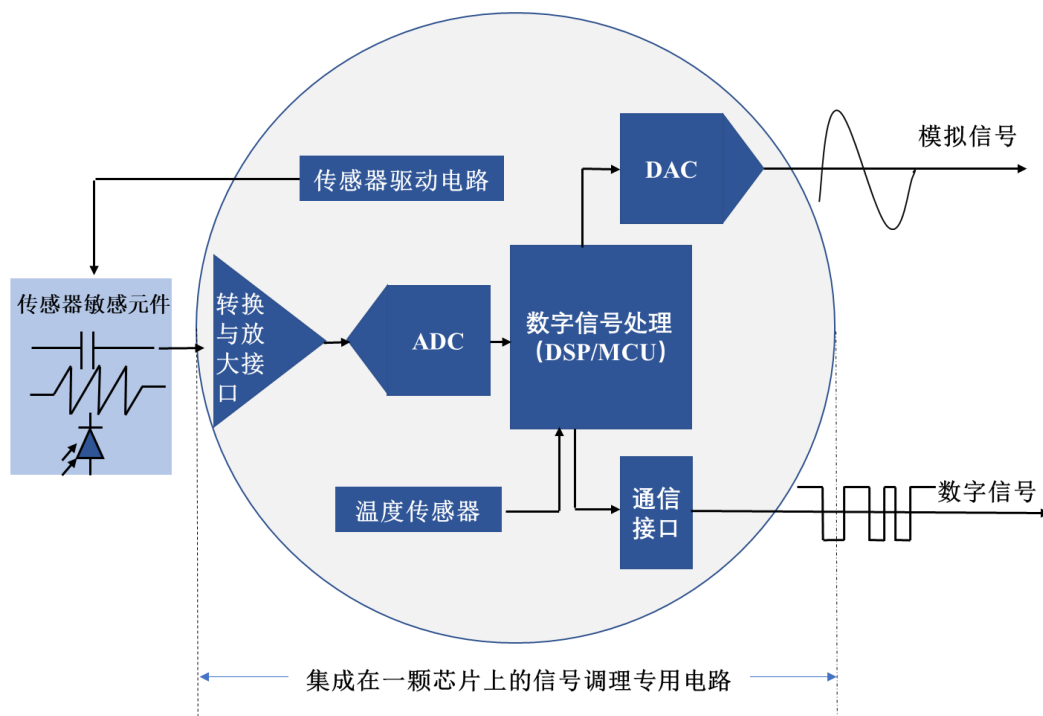 DAC
模拟信号
传感器驱动电路
传感器敏感元件
转换
与放
大接
口
ADC
数字信号处理
（DSP/MCU）
温度传感器
通信
接口
数字信号
集成在一颗芯片上的信号调理专用电路